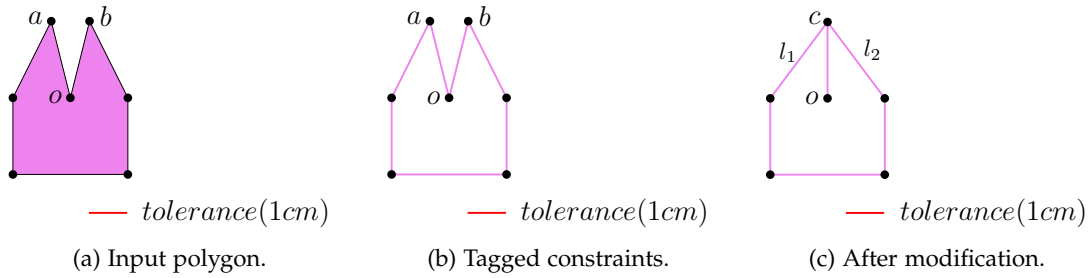 a b
o
tolerance(1cm)
(a) Input polygon.
a b
o
tolerance(1cm)
(b) Tagged constraints.
c
l1 l2
o
tolerance(1cm)
(c) After modification.